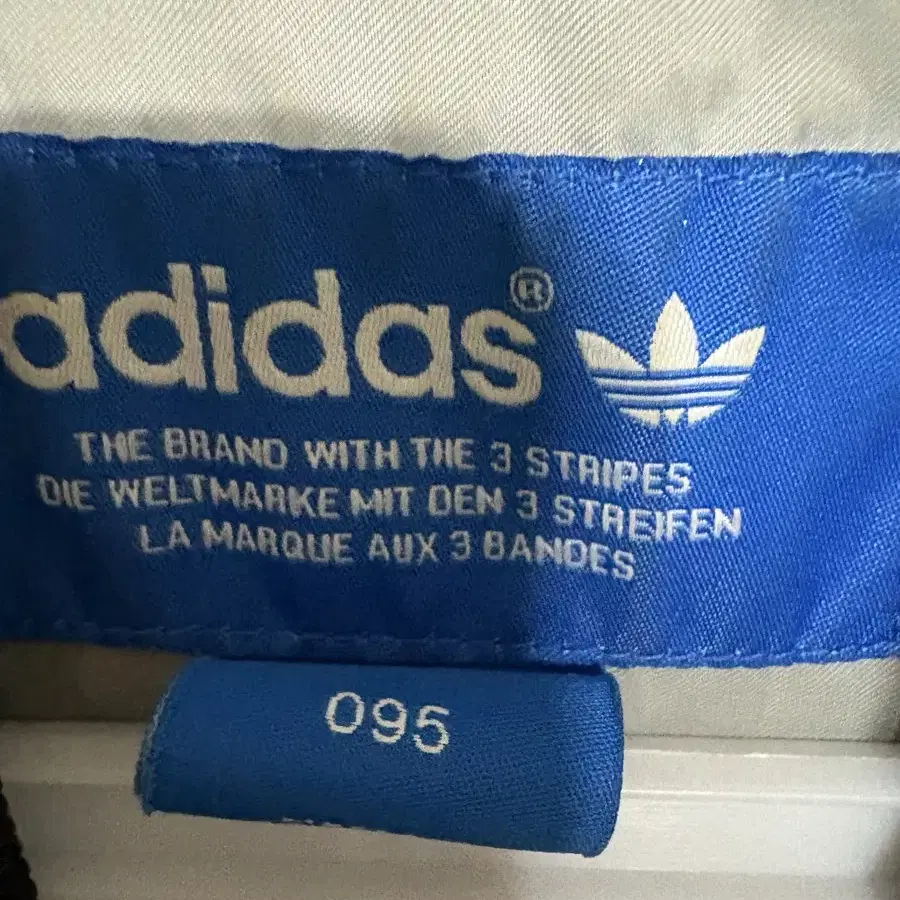 adidas®
THE BRAND WITH THE 3 STRIPES
DIE WELTMARKE MIT DEN 3 STREIFEN
LA MARQUE AUX 3 BANDES
095